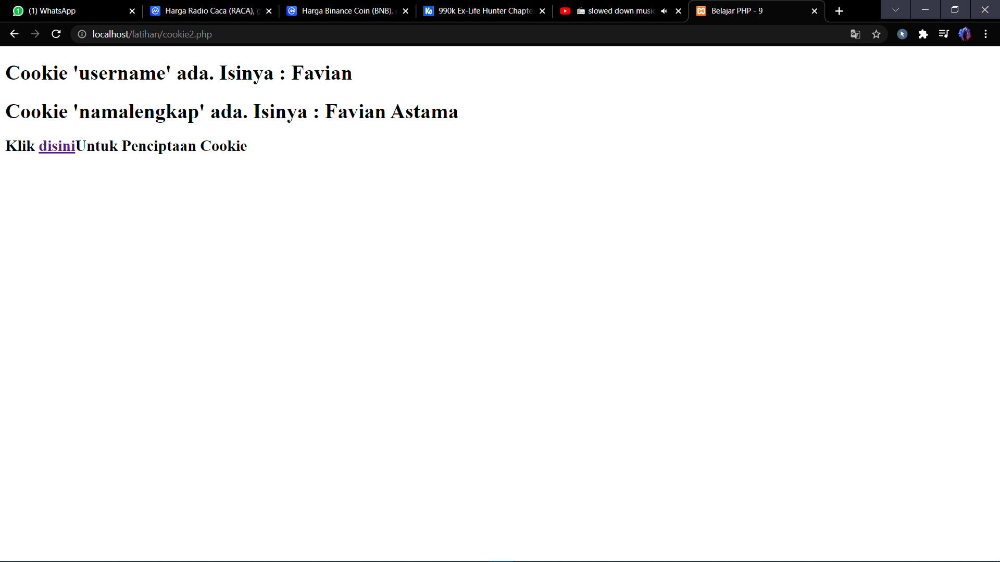 (1) WhatsApp
Harga Radio Caca (RACA),
Harga Binance Coin (BNB),
Kc 990k Ex-Life Hunter Chapte
slowed down music
Belajar PHP - 9
localhost/latihan/cookie2.php
Cookie 'username' ada. Isinya : Favian
Cookie 'namalengkap' ada. Isinya : Favian Astama
Klik disiniUntuk Penciptaan Cookie